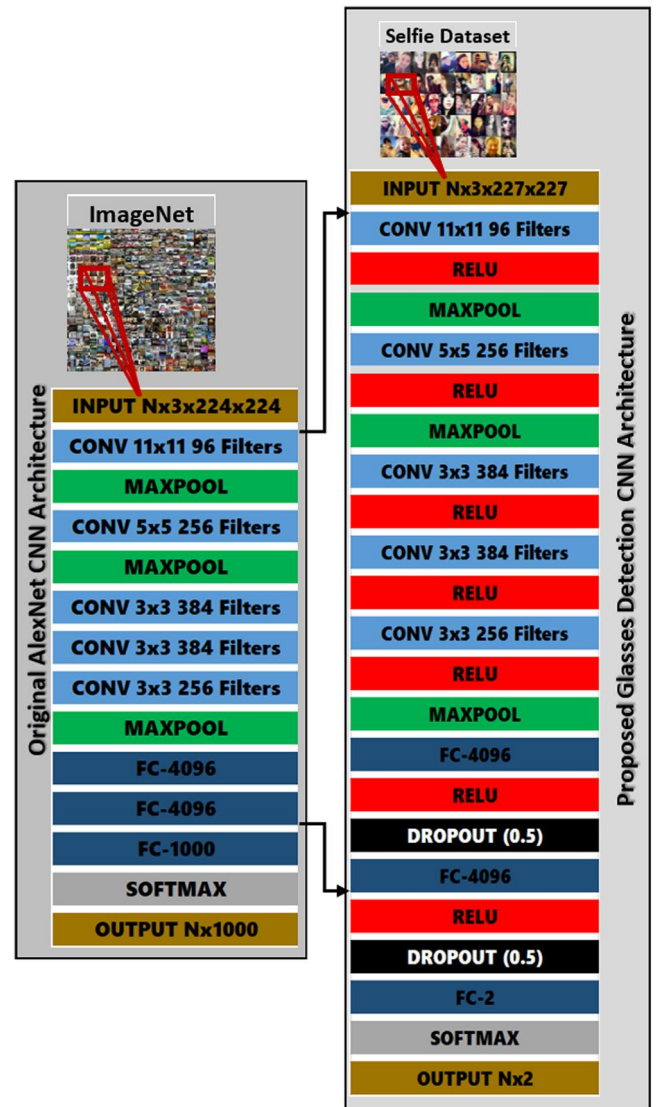 ImageNet
Original AlexNet CNN Architecture
INPUT Nx3x224x224
CONV 11x11 96 Filters
MAXPOOL
CONV 5x5 256 Filters
MAXPOOL
CONV 3x3 384 Filters
CONV 3x3 384 Filters
CONV 3x3 256 Filters
MAXPOOL
FC-4096
FC-4096
FC-1000
SOFTMAX
OUTPUT Nx1000
Selfie Dataset
INPUT Nx3x227x227
CONV 11x11 96 Filters
RELU
MAXPOOL
CONV 5x5 256 Filters
RELU
MAXPOOL
CONV 3x3 384 Filters
RELU
CONV 3x3 384 Filters
RELU
CONV 3x3 256 Filters
RELU
MAXPOOL
FC-4096
RELU
DROPOUT (0.5)
FC-4096
RELU
DROPOUT (0.5)
FC-2
SOFTMAX
OUTPUT Nx2
Proposed Glasses Detection CNN Architecture